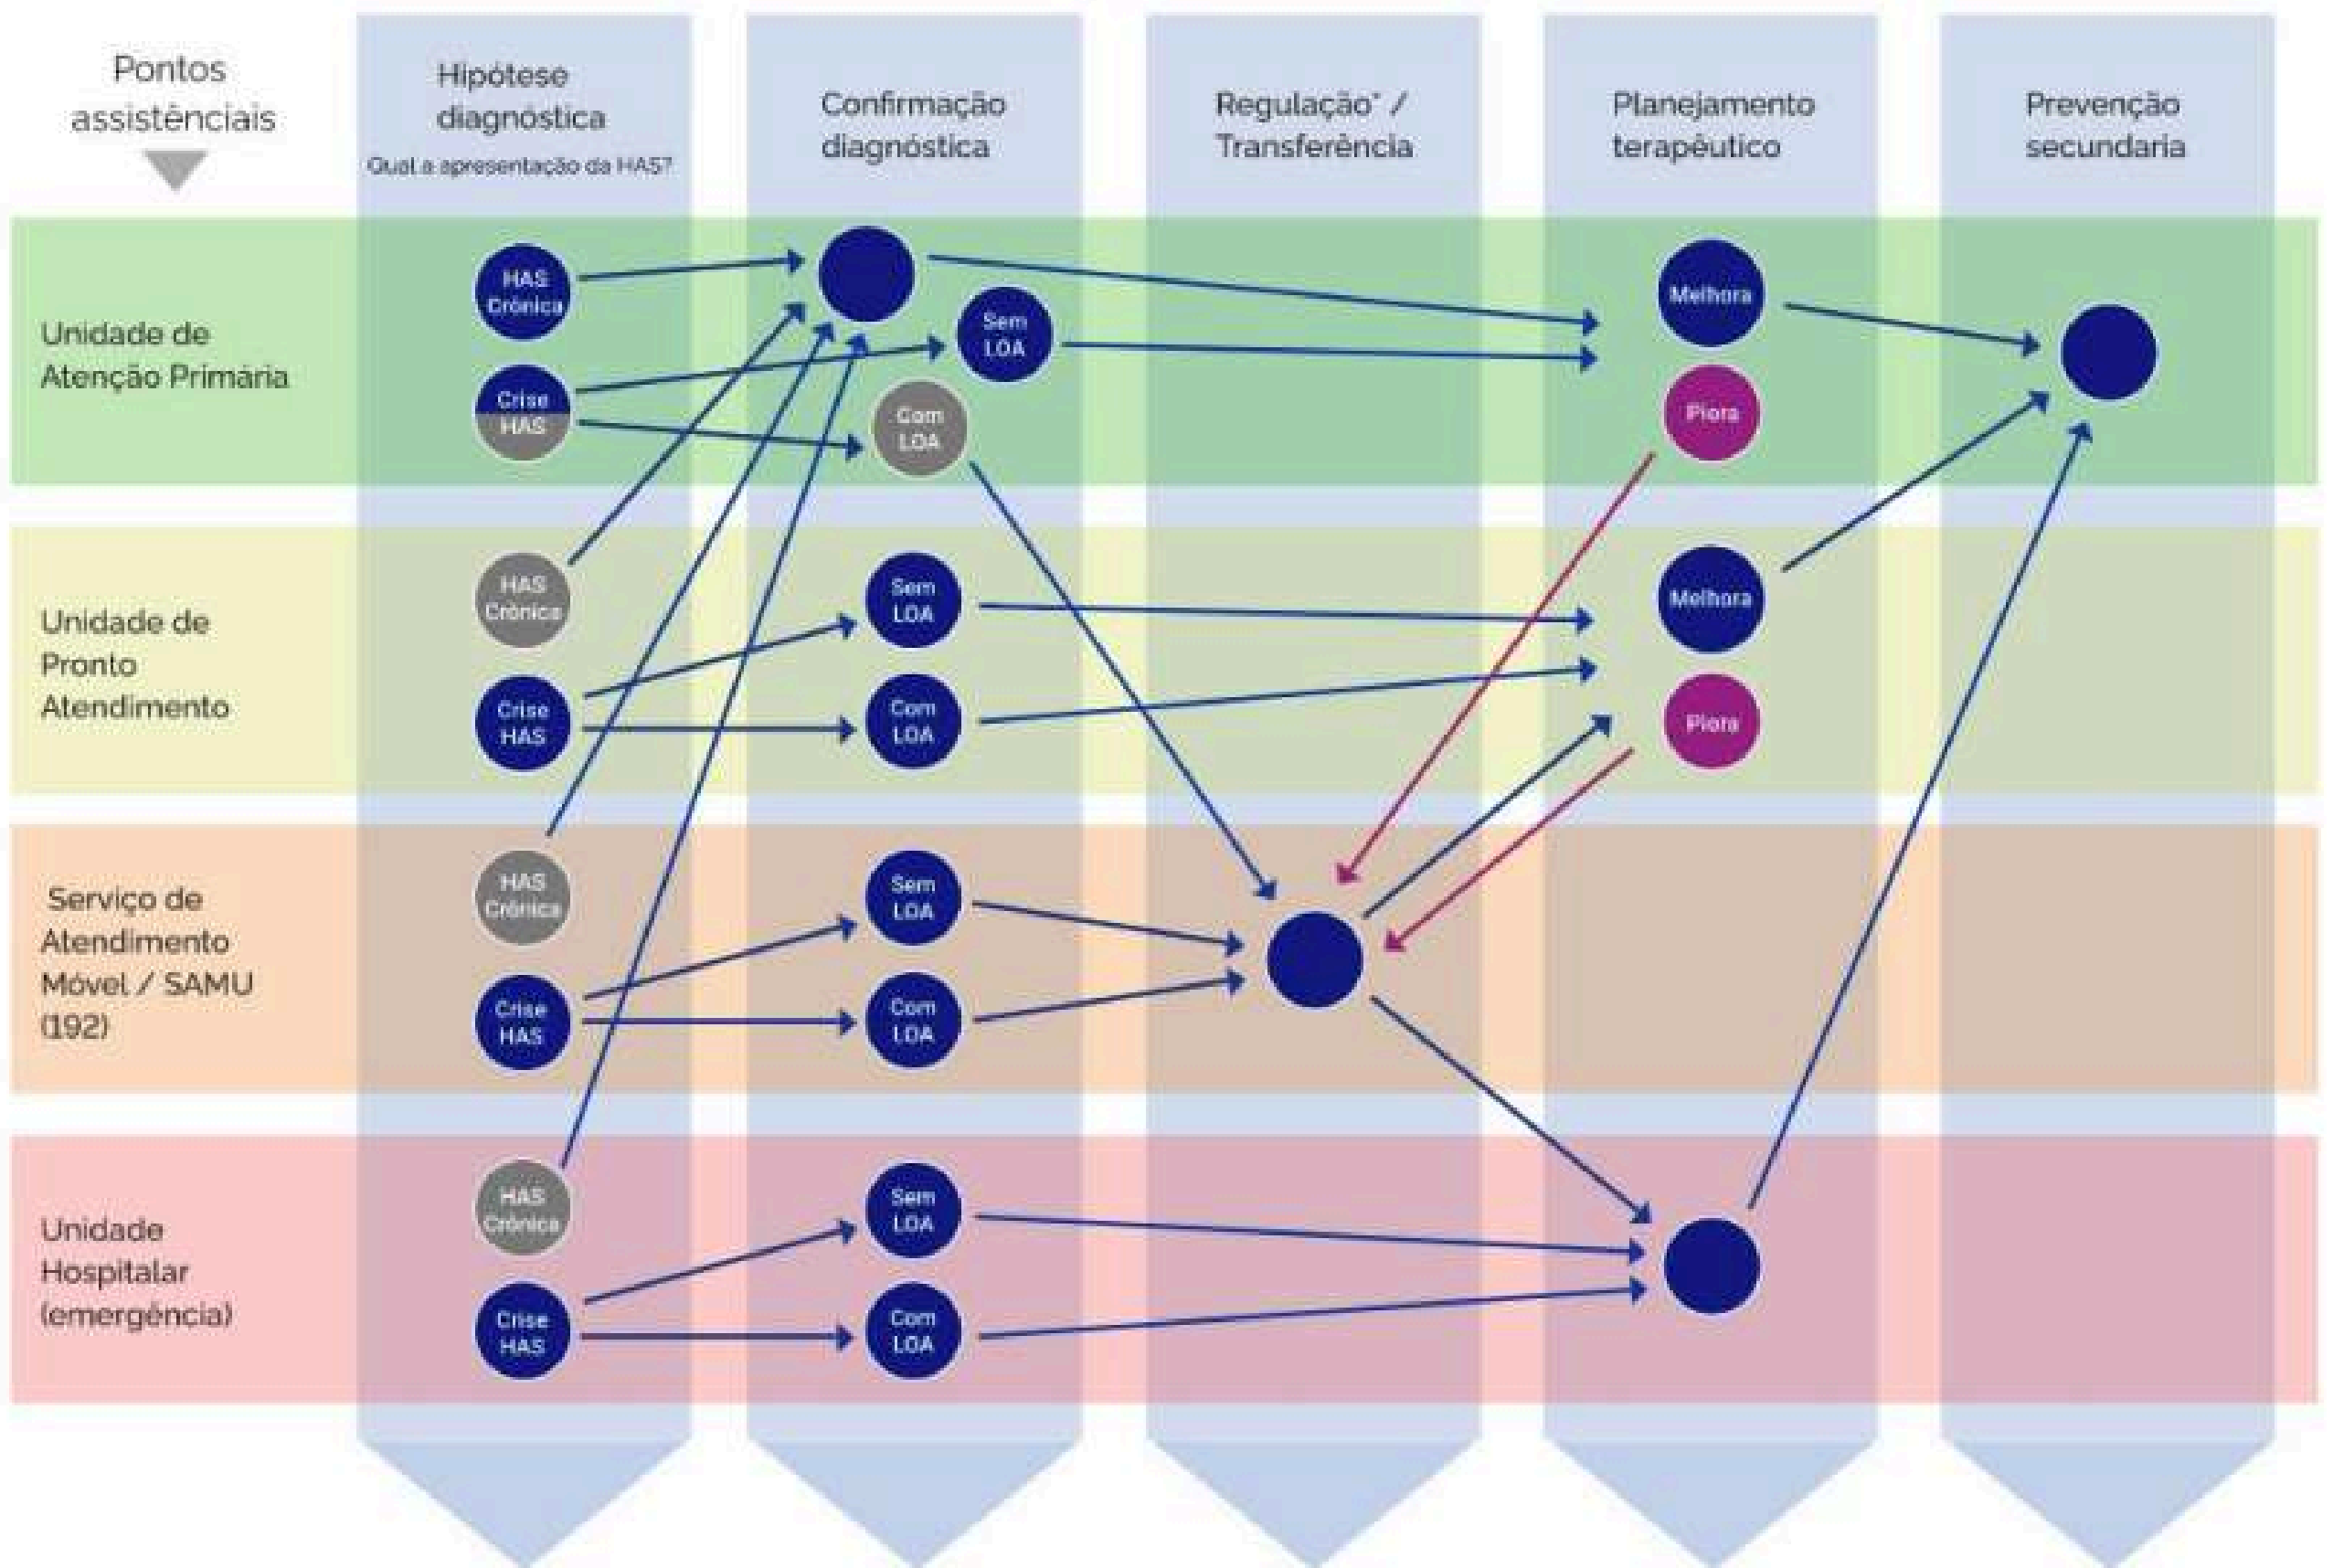 Pontos
assistênciais
Hipótese
diagnóstica
Qual a apresentação da HAS?
Confirmação
diagnóstica
Regulação* /
Transferência
Planejamento
terapêutico
Prevenção
secundaria
Unidade de
Atenção Primária
HAS
Crônica
Crise
HAS
Sem
LOA
Com
LOA
Melhora
Piora
Unidade de
Pronto
Atendimento
HAS
Crônica
Crise
HAS
Sem
LOA
Com
LOA
Melhora
Piora
Serviço de
Atendimento
Móvel / SAMU
(192)
HAS
Crônica
Crise
HAS
Sem
LOA
Com
LOA
Unidade
Hospitalar
(emergência)
HAS
Crônica
Crise
HAS
Sem
LOA
Com
LOA